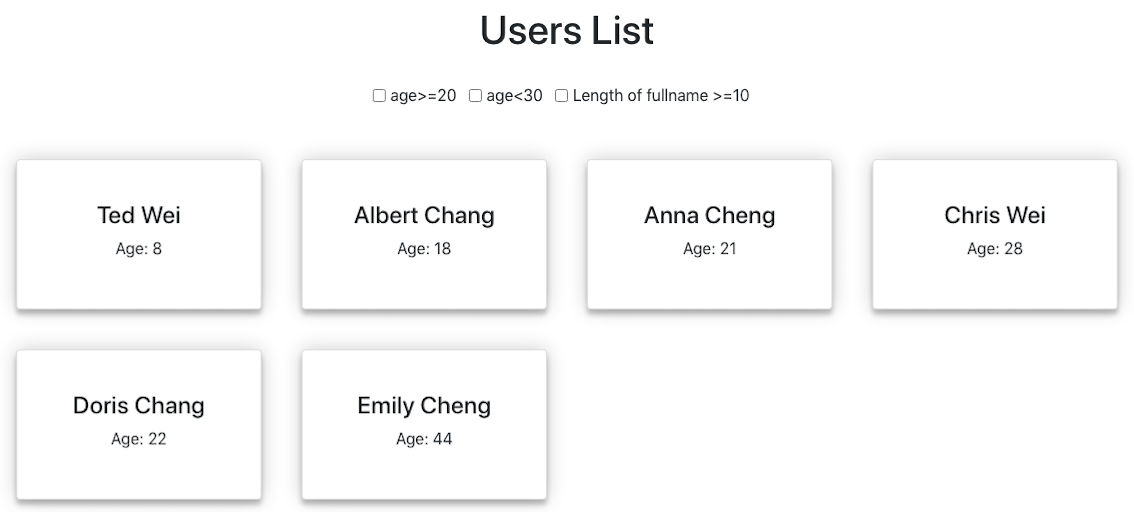 Users List
age>=20 age<30 Length of fullname >=10
Ted Wei
Age: 8
Albert Chang
Age: 18
Anna Cheng
Age: 21
Chris Wei
Age: 28
Doris Chang
Age: 22
Emily Cheng
Age: 44